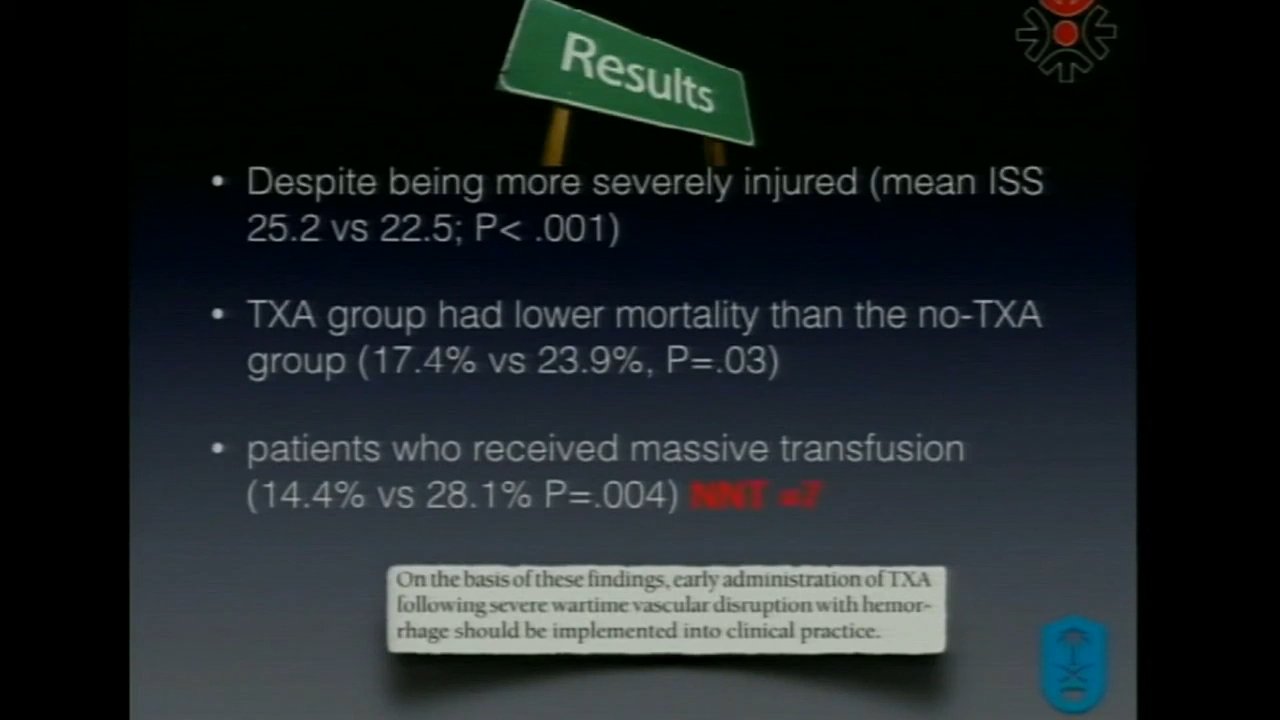 Results
• Despite being more severely injured (mean ISS
25.2 vs 22.5; P< .001)
• TXA group had lower mortality than the no-TXA
group (17.4% vs 23.9%, P=.03)
• patients who received massive transfusion
(14.4% vs 28.1% P=.004) NNT =7
On the basis of these findings, early administration of TXA
following severe wartime vascular disruption with hemor-
rhage should be implemented into clinical practice.